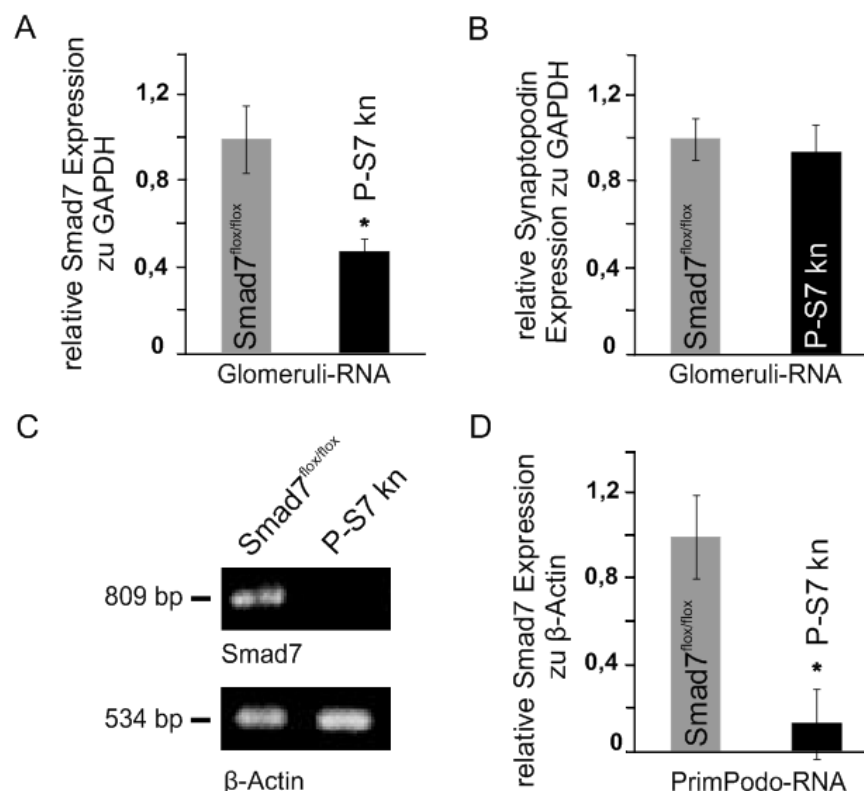 A
relative Smad7 Expression
zu GAPDH
1,2
0,8
0,4
0
Smad7flox/flox
* P-S7 kn
Glomeruli-RNA
B
relative Synaptopodin
Expression zu GAPDH
1,2
0,8
0,4
0
Smad7flox/flox
P-S7 kn
Glomeruli-RNA
C
Smad7flox/flox
P-S7 kn
809 bp
Smad7
534 bp
β-Actin
D
relative Smad7 Expression
zu β-Actin
1,2
0,8
0,4
0
Smad7flox/flox
* P-S7 kn
PrimPodo-RNA